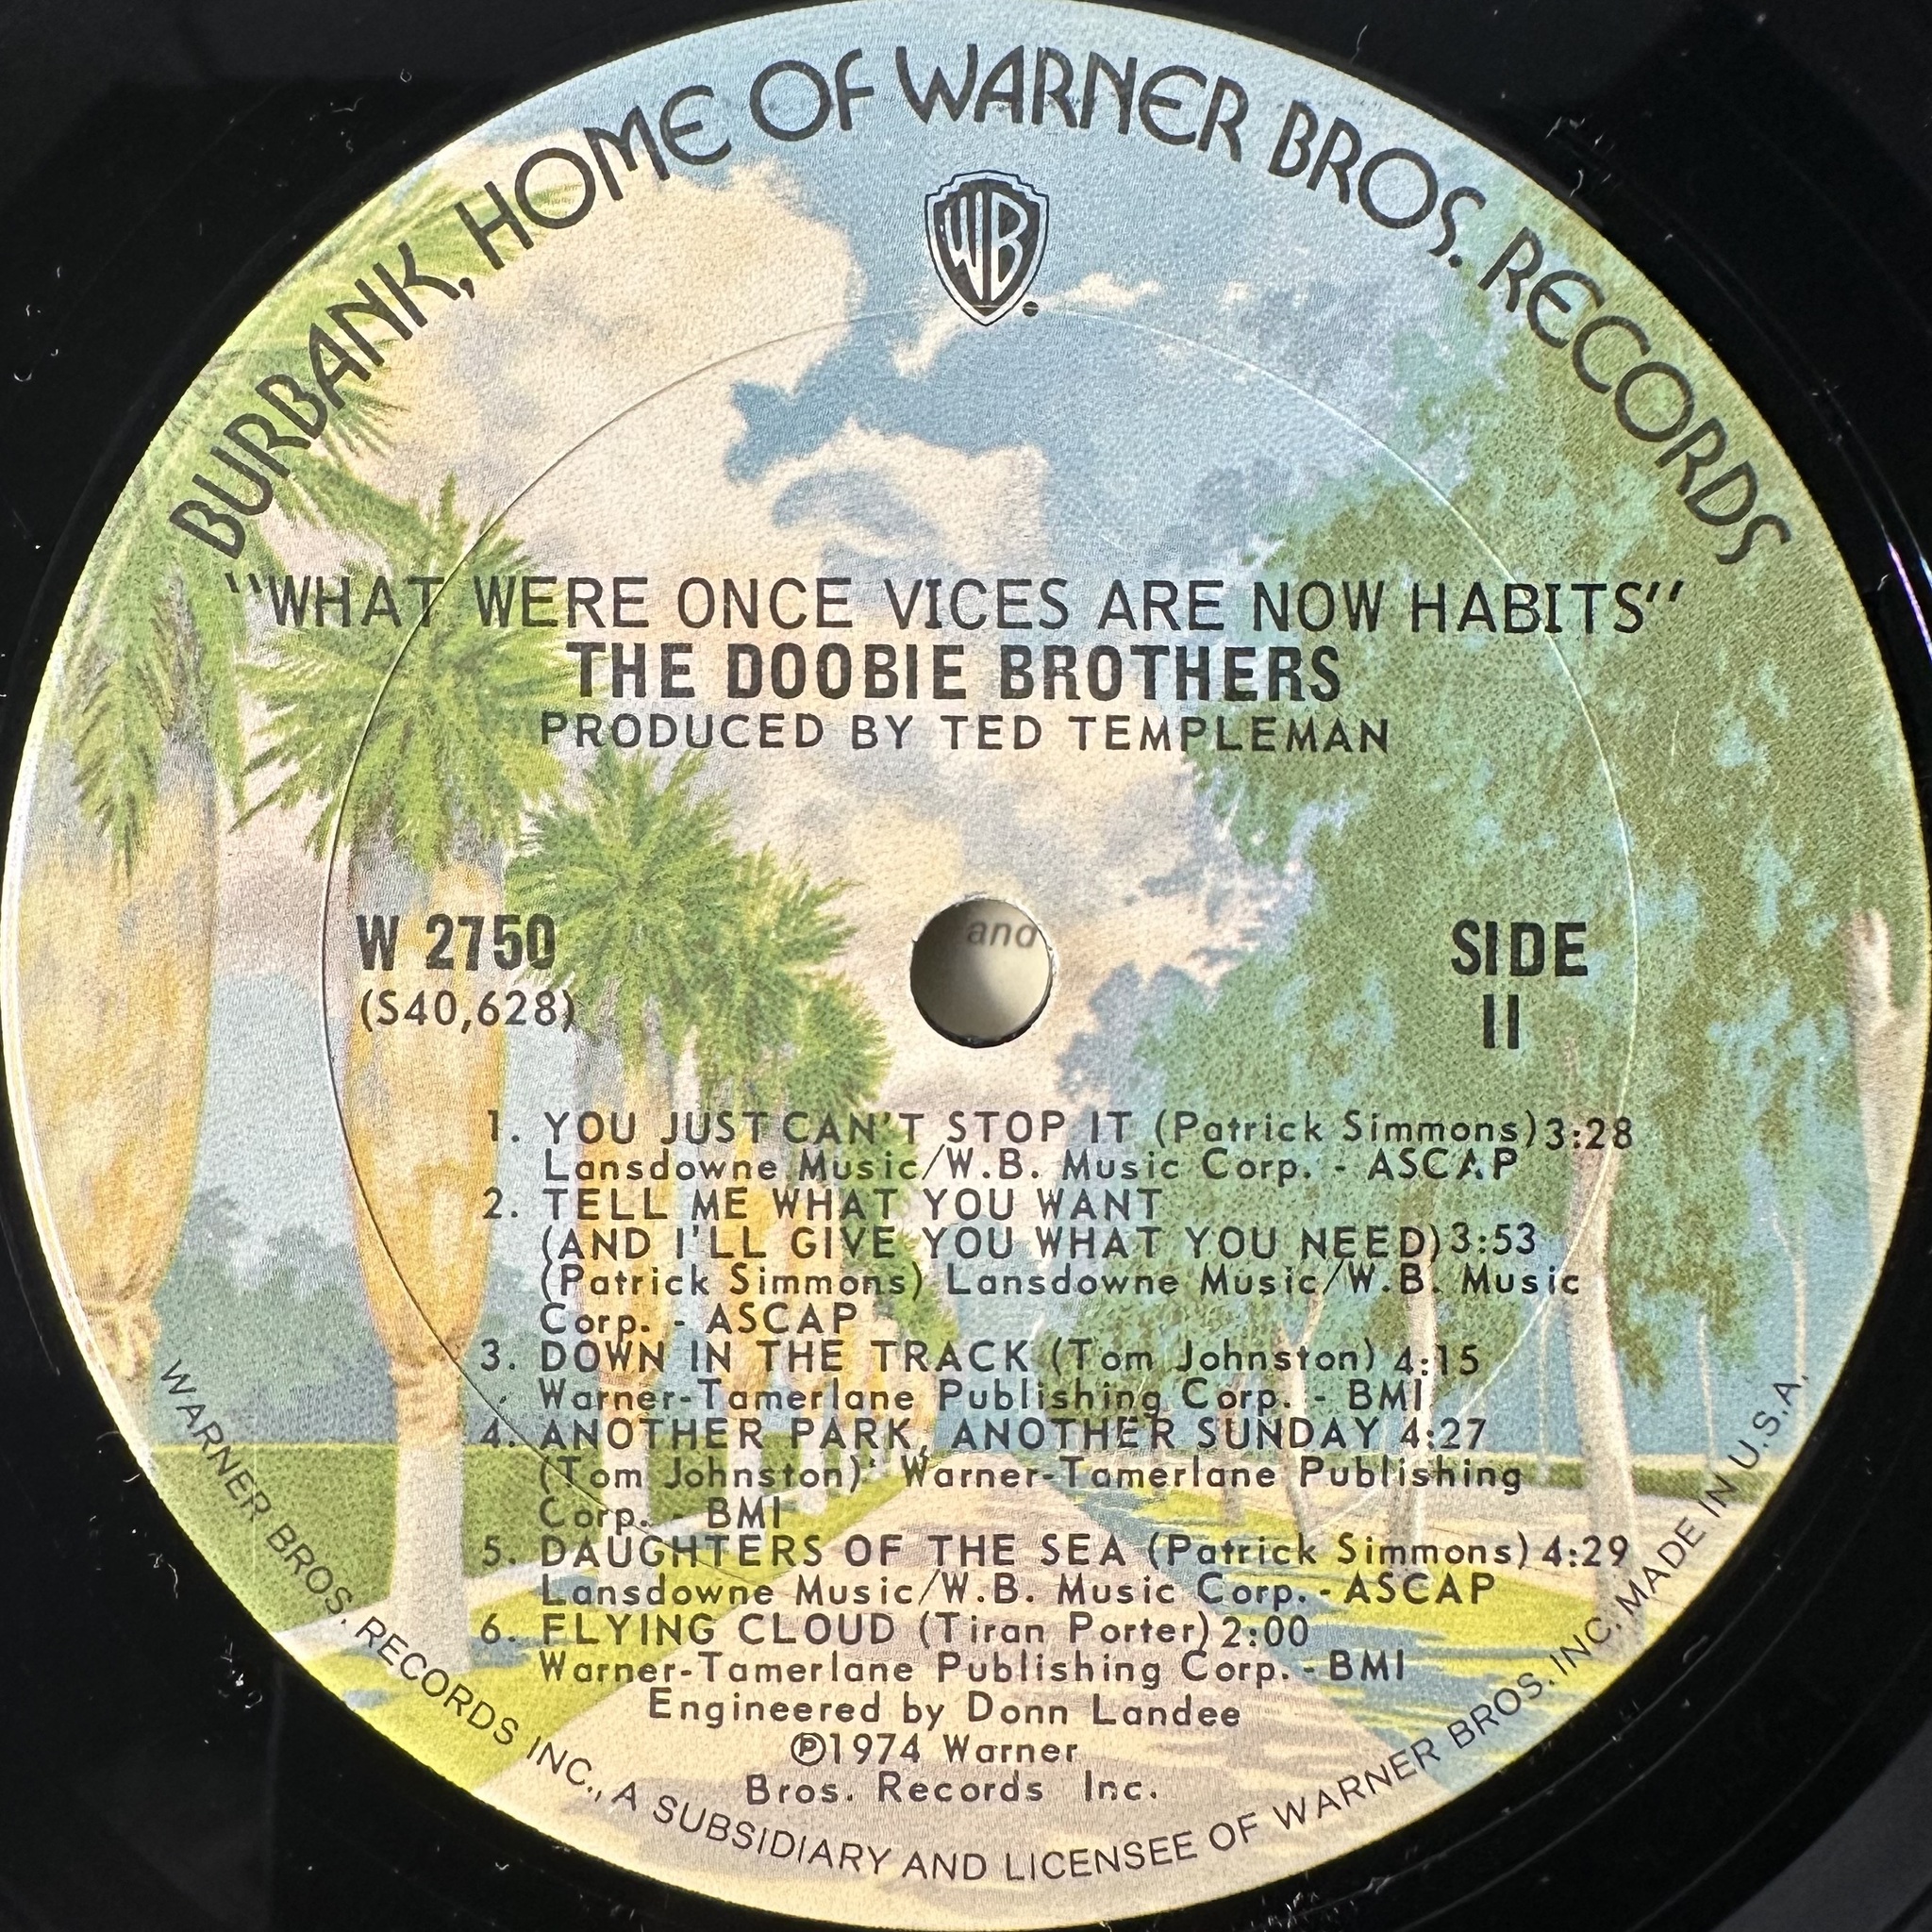 BURBANK, HOME OF WARNER BROS. RECORDS
WB
"WHAT WERE ONCE VICES ARE NOW HABITS"
THE DOOBIE BROTHERS
PRODUCED BY TED TEMPLEMAN
and
W 2750
(S40,628)
SIDE
II
1. YOU JUST CAN'T STOP IT (Patrick Simmons) 3:28
Lansdowne Music/W.B. Music Corp. - ASCAP
2. TELL ME WHAT YOU WANT
(AND I'LL GIVE YOU WHAT YOU NEED) 3:53
(Patrick Simmons) Lansdowne Music/W.B. Music
Corp. - ASCAP
3. DOWN IN THE TRACK (Tom Johnston) 4:15
Warner-Tamerlane Publishing Corp. - BMI
4. ANOTHER PARK, ANOTHER SUNDAY 4:27
(Tom Johnston) Warner-Tamerlane Publishing
Corp. - BMI
5. DAUGHTERS OF THE SEA (Patrick Simmons) 4:29
Lansdowne Music/W.B. Music Corp. - ASCAP
6. FLYING CLOUD (Tiran Porter) 2:00
Warner-Tamerlane Publishing Corp. - BMI
Engineered by Donn Landee
℗1974 Warner
Bros. Records Inc.
WARNER BROS. RECORDS INC., A SUBSIDIARY AND LICENSEE OF WARNER BROS. INC. MADE IN U.S.A.